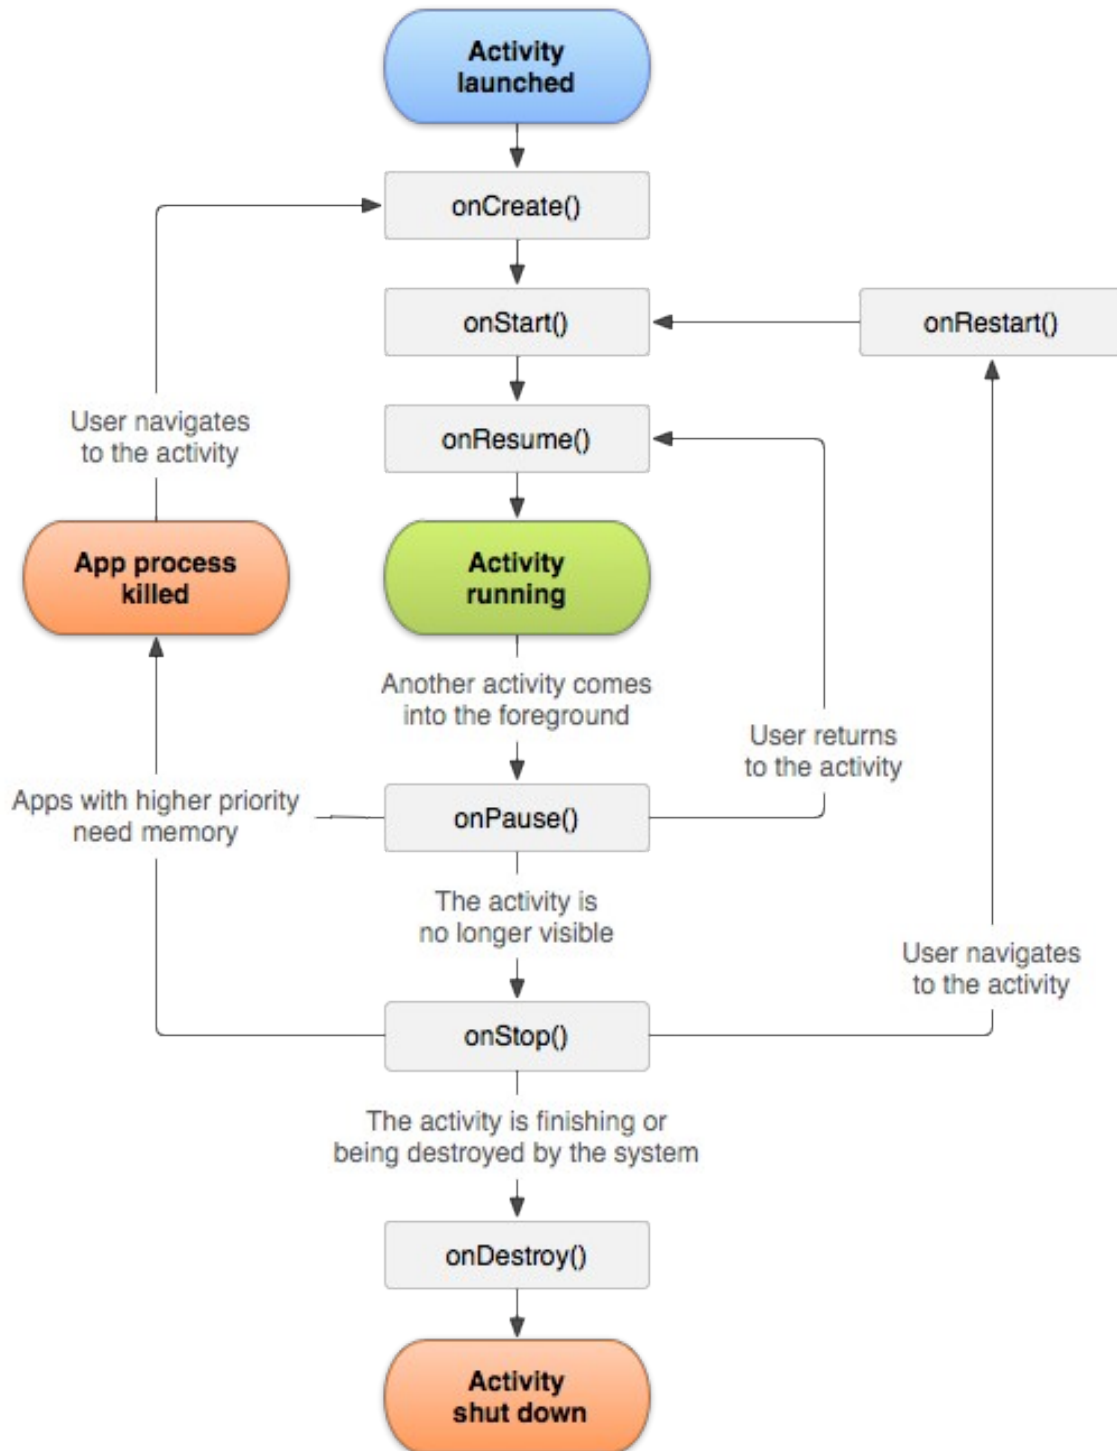 Activity
launched
onCreate()
onStart()
onRestart()
User navigates
to the activity
onResume()
App process
killed
Activity
running
Another activity comes
into the foreground
User returns
to the activity
Apps with higher priority
need memory
onPause()
The activity is
no longer visible
User navigates
to the activity
onStop()
The activity is finishing or
being destroyed by the system
onDestroy()
Activity
shut down